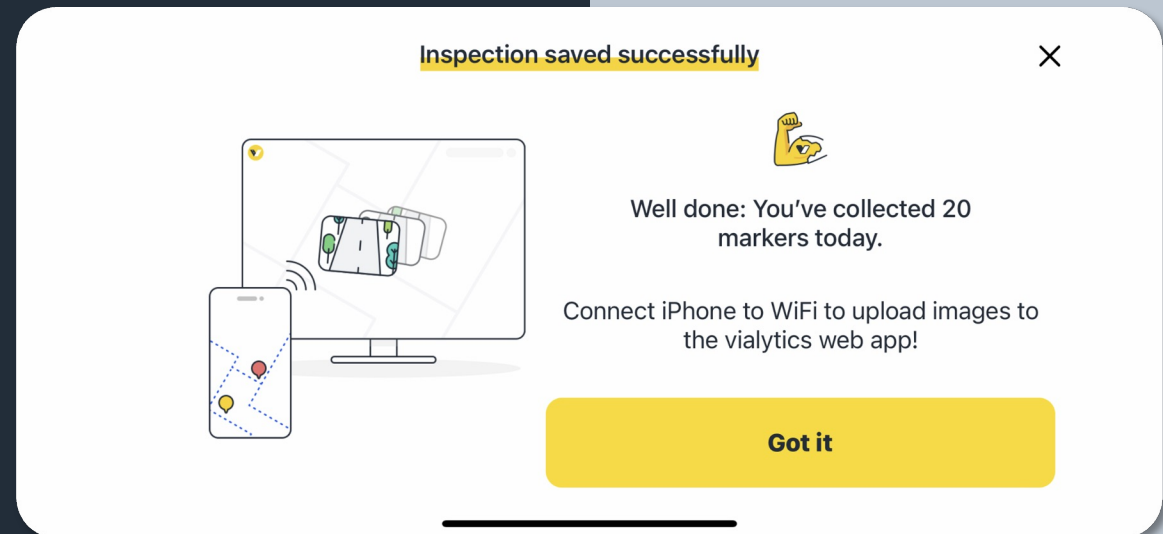 Inspection saved successfully
Well done: You’ve collected 20
markers today.
Connect iPhone to WiFi to upload images to
the vialytics web app!
Got it